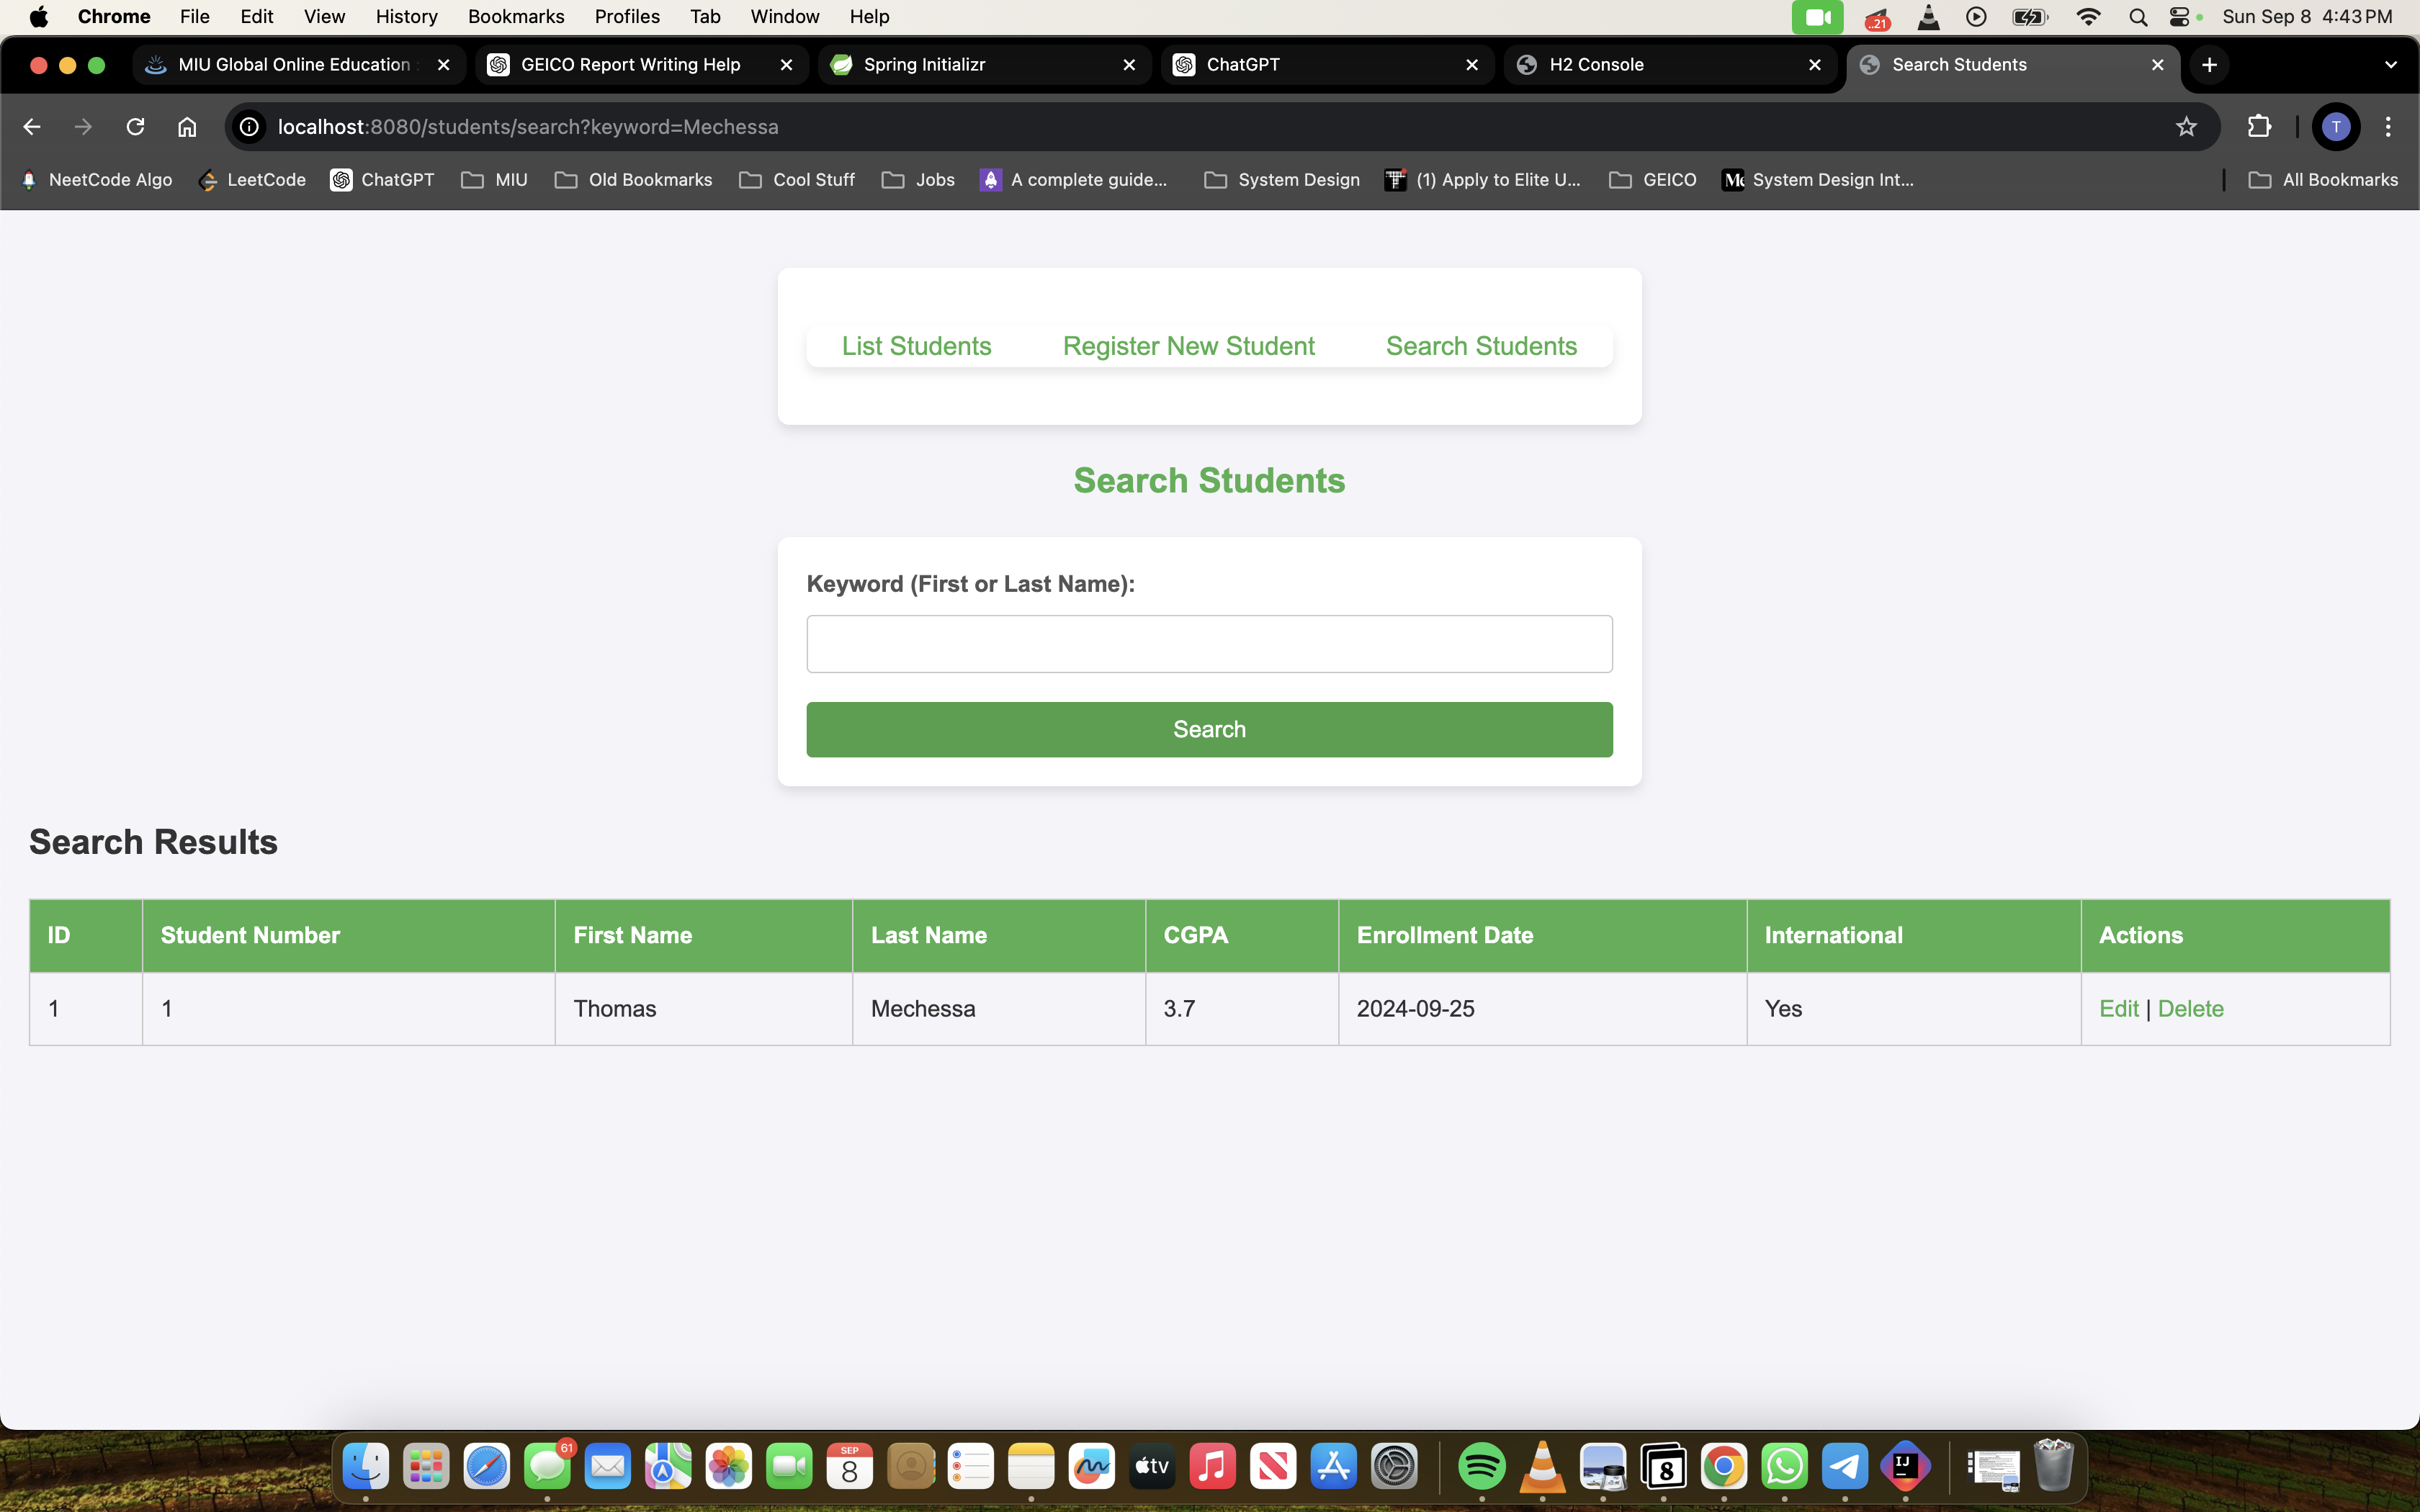 Chrome File Edit View History Bookmarks Profiles Tab Window Help ..21 Sun Sep 8 4:43 PM
MIU Global Online Education GEICO Report Writing Help Spring Initializr ChatGPT H2 Console Search Students
localhost:8080/students/search?keyword=Mechessa T
NeetCode Algo LeetCode ChatGPT MIU Old Bookmarks Cool Stuff Jobs A complete guide... System Design (1) Apply to Elite U... GEICO System Design Int... All Bookmarks
List Students Register New Student Search Students
Search Students
Keyword (First or Last Name):
Search
Search Results
ID Student Number First Name Last Name CGPA Enrollment Date International Actions
1 1 Thomas Mechessa 3.7 2024-09-25 Yes Edit | Delete
61 SEP 8 tv 8 IJ